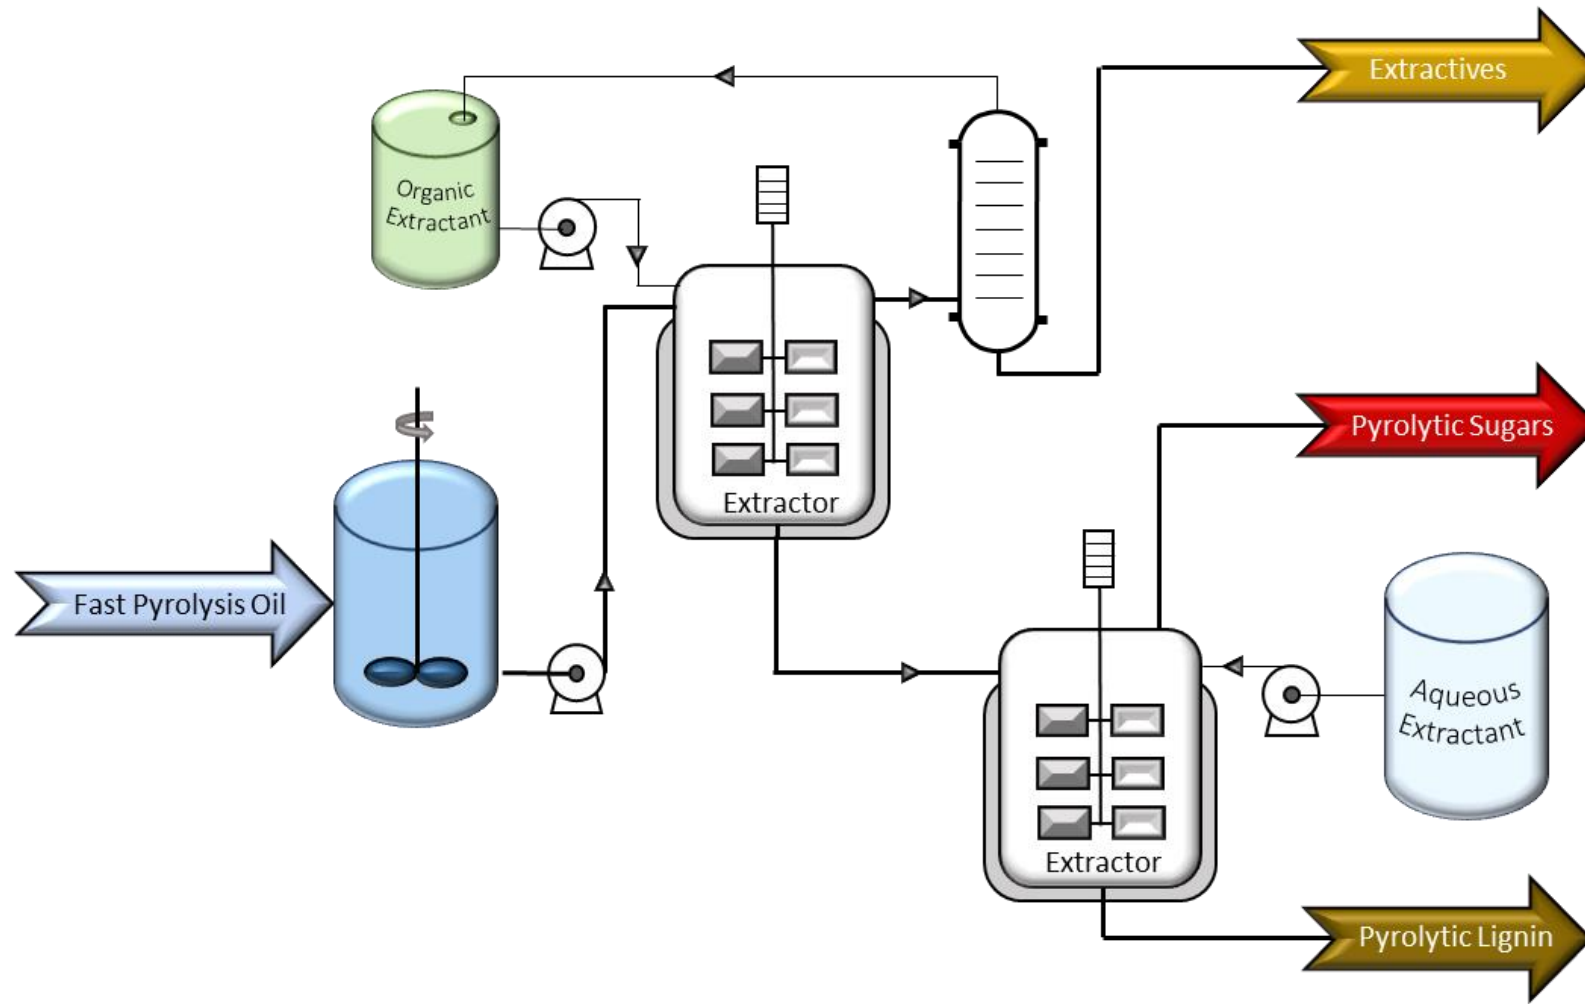 Extractives
Organic
Extractant
Extractor
Pyrolytic Sugars
Fast Pyrolysis Oil
Aqueous
Extractant
Extractor
Pyrolytic Lignin